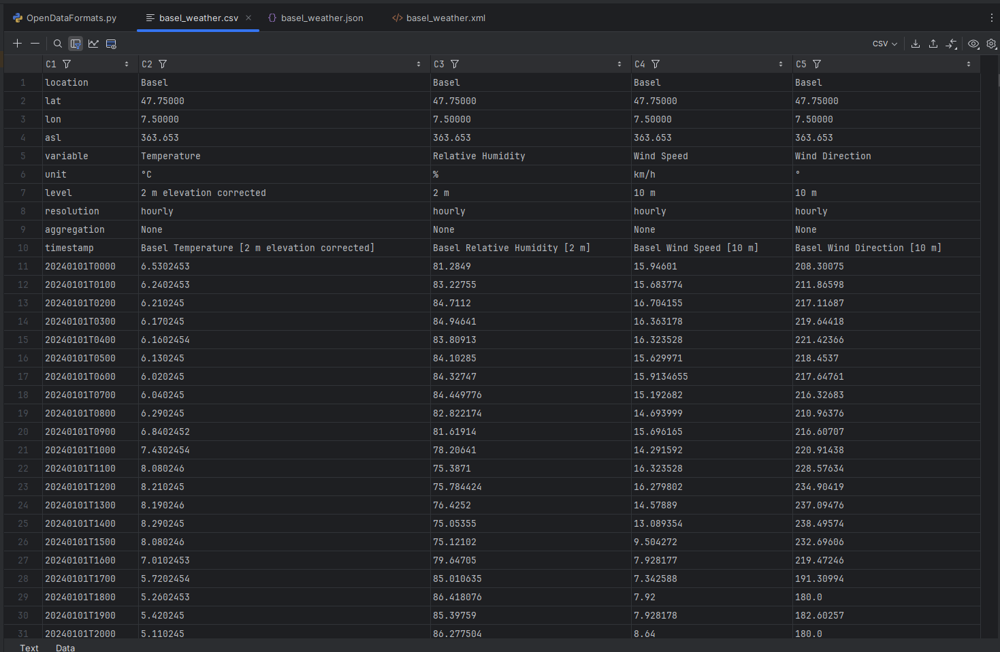 OpenDataFormats.py basel_weather.csv basel_weather.json basel_weather.xml
CSV
C1 C2 C3 C4 C5
1 location Basel Basel Basel Basel
2 lat 47.75000 47.75000 47.75000 47.75000
3 lon 7.50000 7.50000 7.50000 7.50000
4 asl 363.653 363.653 363.653 363.653
5 variable Temperature Relative Humidity Wind Speed Wind Direction
6 unit °C % km/h °
7 level 2 m elevation corrected 2 m 10 m 10 m
8 resolution hourly hourly hourly hourly
9 aggregation None None None None
10 timestamp Basel Temperature [2 m elevation corrected] Basel Relative Humidity [2 m] Basel Wind Speed [10 m] Basel Wind Direction [10 m]
11 20240101T0000 6.5302453 81.2849 15.94601 208.30075
12 20240101T0100 6.2402453 83.22755 15.683774 211.86598
13 20240101T0200 6.210245 84.7112 16.704155 217.11687
14 20240101T0300 6.170245 84.94641 16.363178 219.64418
15 20240101T0400 6.1602454 83.80913 16.323528 221.42366
16 20240101T0500 6.130245 84.10285 15.629971 218.4537
17 20240101T0600 6.020245 84.32747 15.9134655 217.64761
18 20240101T0700 6.040245 84.449776 15.192682 216.32683
19 20240101T0800 6.290245 82.822174 14.693999 210.96376
20 20240101T0900 6.8402452 81.61914 15.696165 216.60707
21 20240101T1000 7.4302454 78.20641 14.291592 220.91438
22 20240101T1100 8.080246 75.3871 16.323528 228.57634
23 20240101T1200 8.210245 75.784424 16.279802 234.90419
24 20240101T1300 8.190246 76.4252 14.57889 237.09476
25 20240101T1400 8.290245 75.05355 13.089354 238.49574
26 20240101T1500 8.080246 75.12102 9.504272 232.69606
27 20240101T1600 7.0102453 79.64705 7.928177 219.47246
28 20240101T1700 5.7202454 85.010635 7.342588 191.30994
29 20240101T1800 5.2602453 86.418076 7.92 180.0
30 20240101T1900 5.420245 85.39759 7.928178 182.60257
31 20240101T2000 5.110245 86.277504 8.64 180.0
Text Data